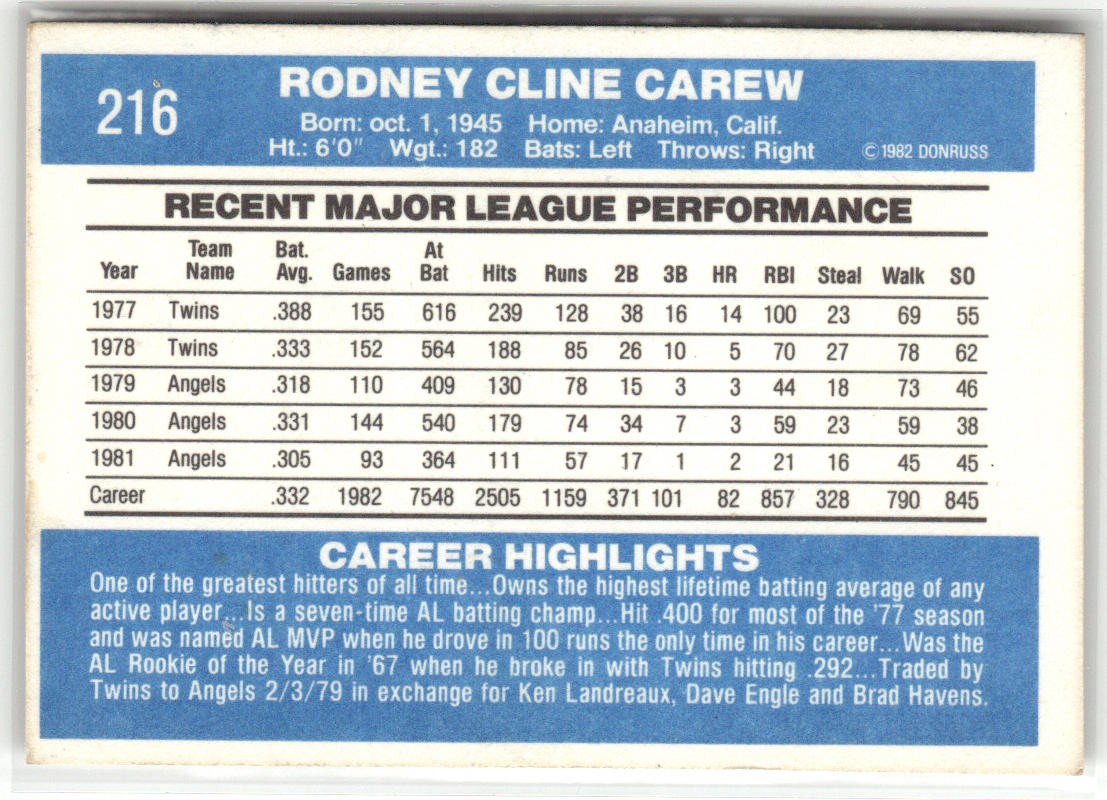 216
RODNEY CLINE CAREW
Born: oct. 1, 1945 Home: Anaheim, Calif.
Ht.: 6'0" Wgt.: 182 Bats: Left Throws: Right
© 1982 DONRUSS
RECENT MAJOR LEAGUE PERFORMANCE
Year Team Name Bat. Avg. Games At Bat Hits Runs 2B 3B HR RBI Steal Walk SO
1977 Twins .388 155 616 239 128 38 16 14 100 23 69 55
1978 Twins .333 152 564 188 85 26 10 5 70 27 78 62
1979 Angels .318 110 409 130 78 15 3 3 44 18 73 46
1980 Angels .331 144 540 179 74 34 7 3 59 23 59 38
1981 Angels .305 93 364 111 57 17 1 2 21 16 45 45
Career .332 1982 7548 2505 1159 371 101 82 857 328 790 845
CAREER HIGHLIGHTS
One of the greatest hitters of all time...Owns the highest lifetime batting average of any
active player...Is a seven-time AL batting champ...Hit .400 for most of the '77 season
and was named AL MVP when he drove in 100 runs the only time in his career...Was the
AL Rookie of the Year in '67 when he broke in with Twins hitting .292...Traded by
Twins to Angels 2/3/79 in exchange for Ken Landreaux, Dave Engle and Brad Havens.